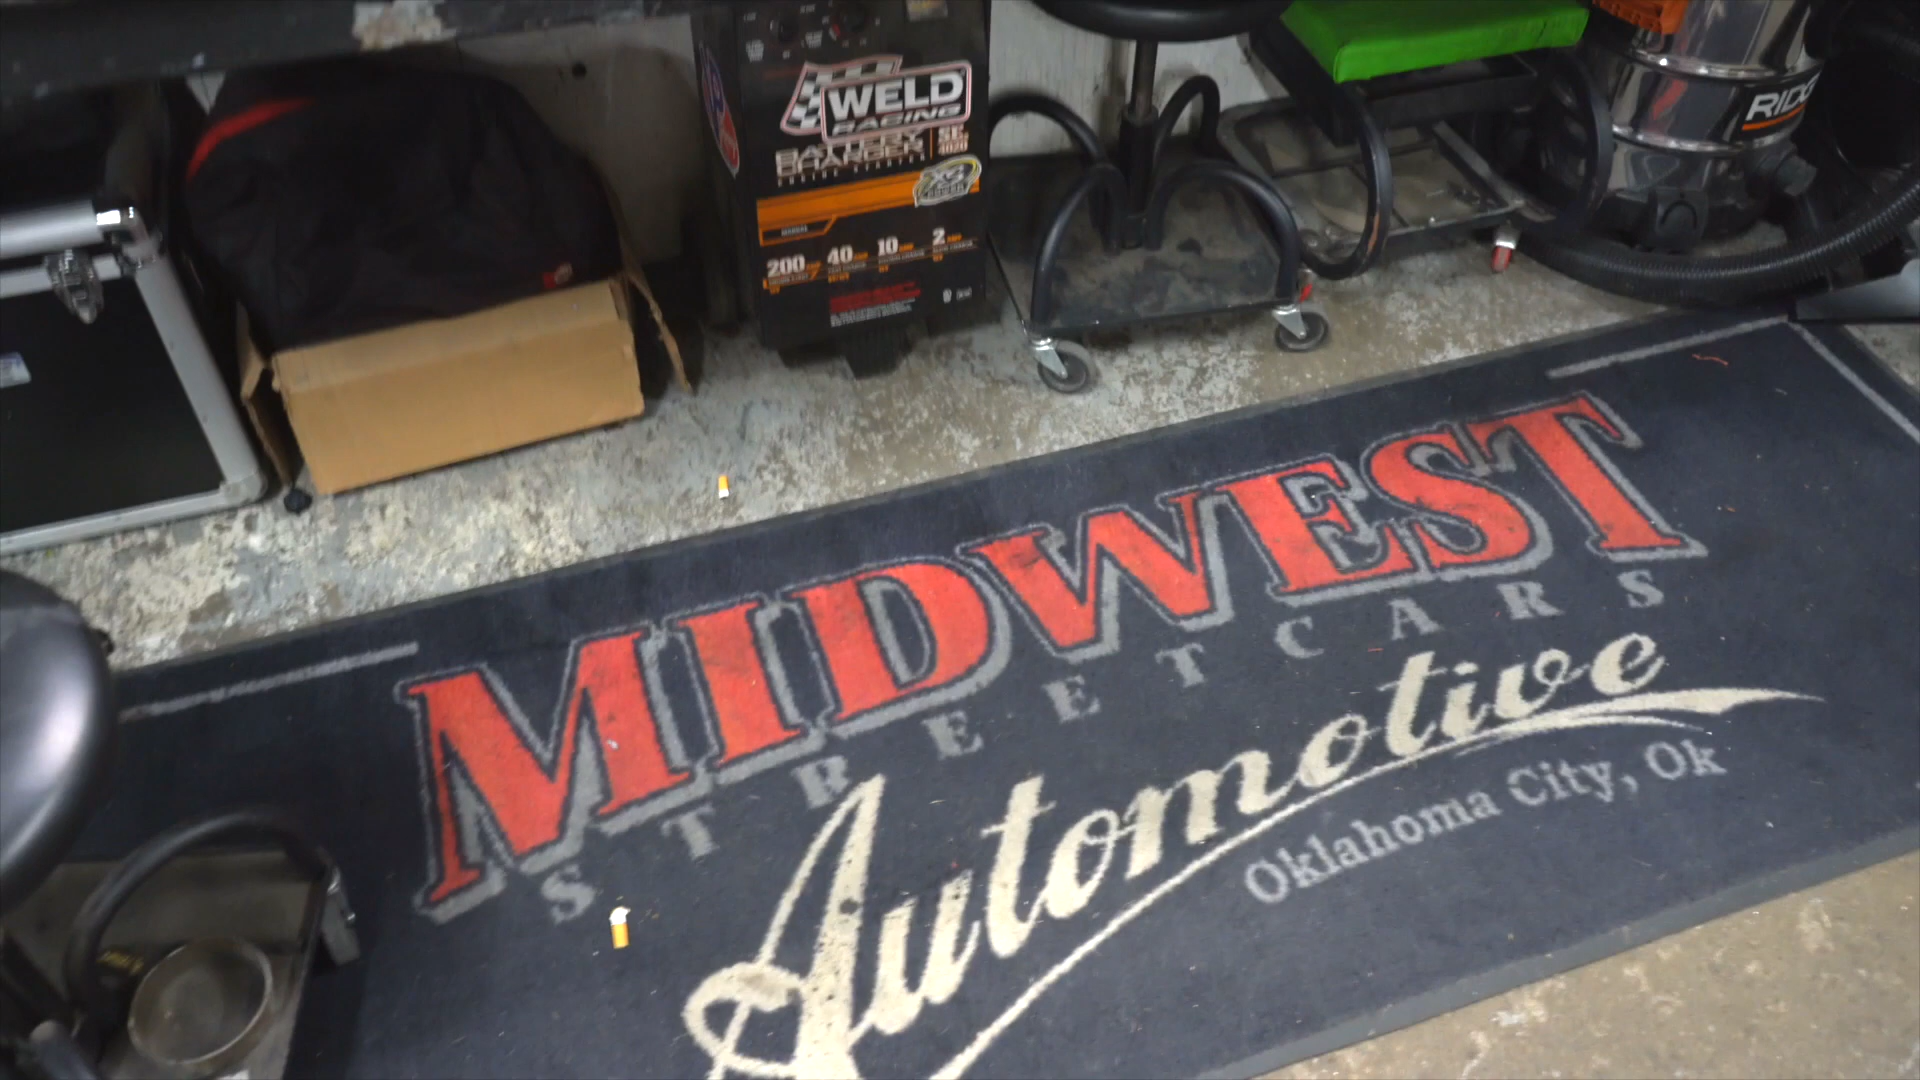 WELD
RACING
BATTERY
CHARGER
200
40
10
2
RIDG
MIDWEST
STREETCARS
Automotive
Oklahoma City, Ok